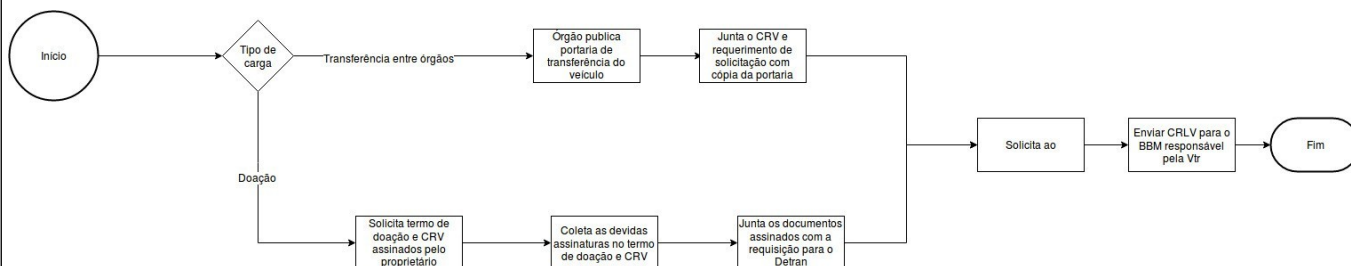 Início
Tipo de
carga
Transferência entre órgãos
Órgão publica
portaria de
transferência do
veículo
Junta o CRV e
requerimento de
solicitação com
cópia da portaria
Solicita ao
Enviar CRLV para o
BBM responsável
pela Vtr
Fim
Doação
Solicita termo de
doação e CRV
assinados pelo
proprietário
Coleta as devidas
assinaturas no termo
de doação e CRV
Junta os documentos
assinados com a
requisição para o
Detran